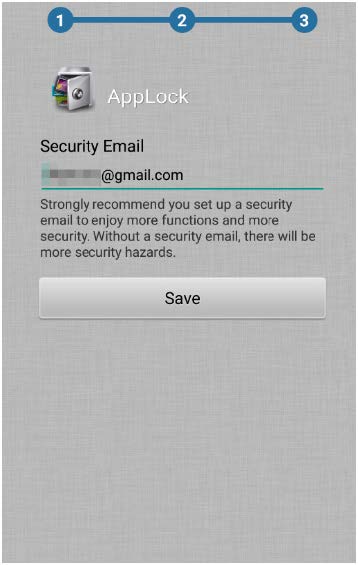 1 2 3
AppLock
Security Email
@gmail.com
Strongly recommend you set up a security
email to enjoy more functions and more
security. Without a security email, there will be
more security hazards.
Save